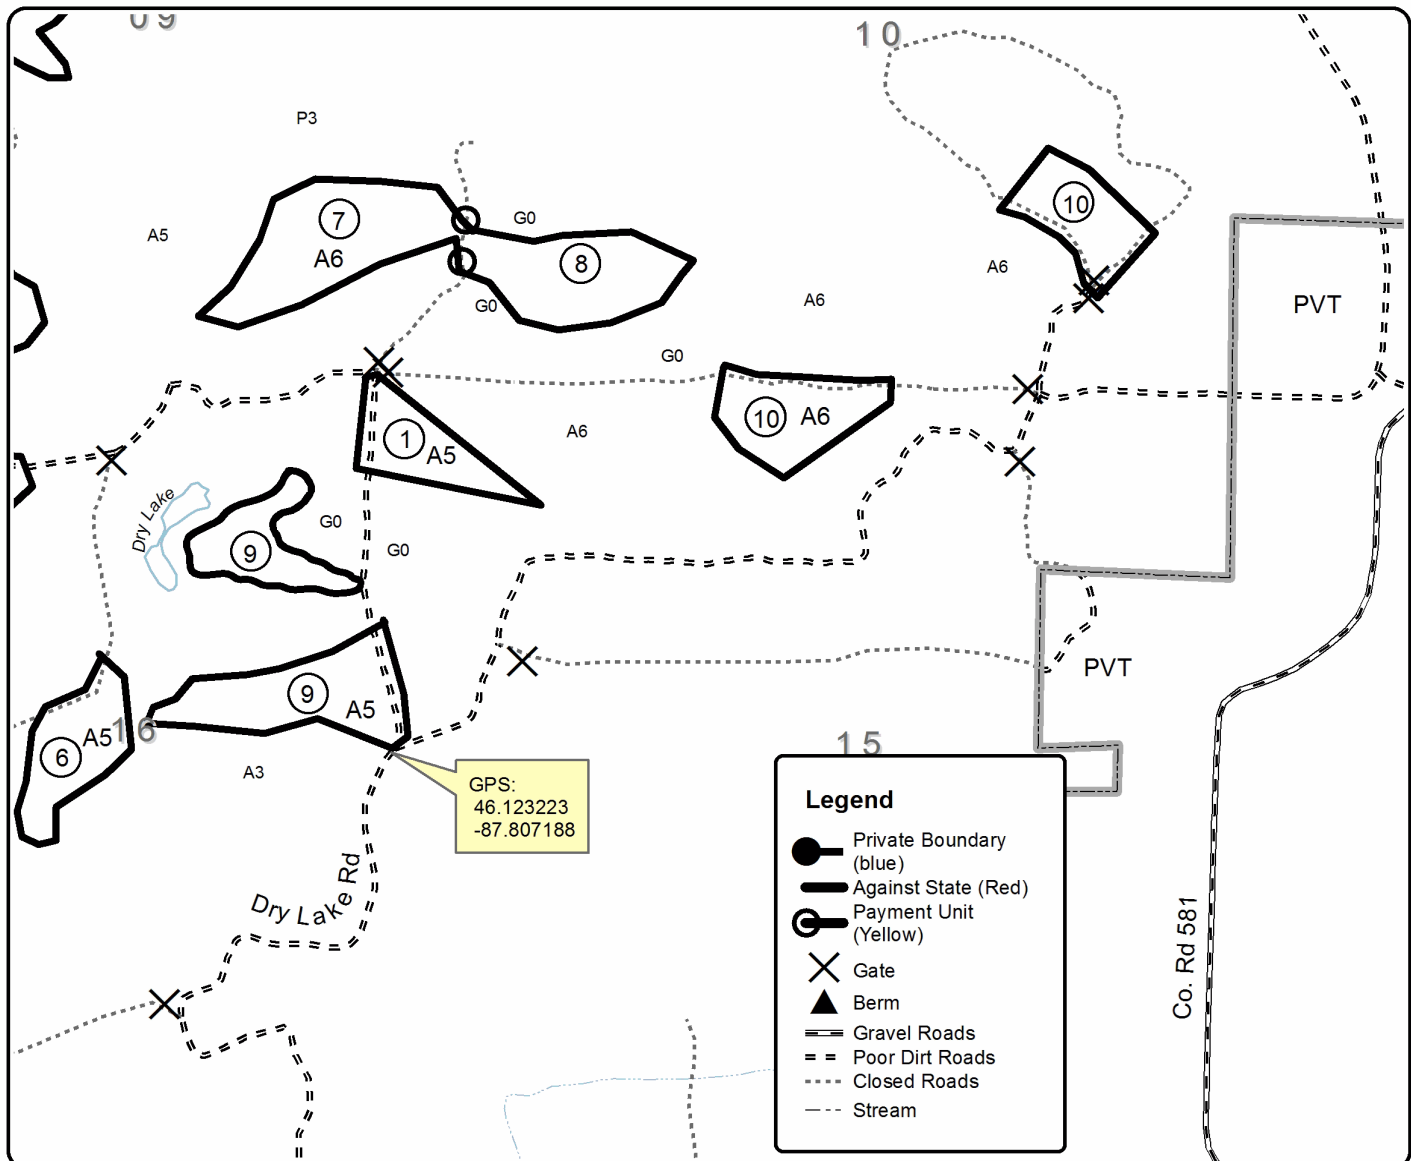 09
10
P3
7
A6
A5
G0
8
10
A6
A6
G0
PVT
G0
1
A5
A6
10
A6
Dry Lake
G0
9
G0
9
A5
PVT
16
A5
6
A3
15
GPS:
46.123223
-87.807188
Dry Lake Rd
Co. Rd 581
Legend
Private Boundary
(blue)
Against State (Red)
Payment Unit
(Yellow)
Gate
Berm
Gravel Roads
Poor Dirt Roads
Closed Roads
Stream